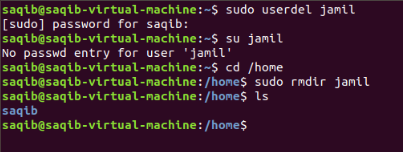 saqib@saqib-virtual-machine:~$ sudo userdel jamil
[sudo] password for saqib:
saqib@saqib-virtual-machine:~$ su jamil
No passwd entry for user 'jamil'
saqib@saqib-virtual-machine:~$ cd /home
saqib@saqib-virtual-machine:/home$ sudo rmdir jamil
saqib@saqib-virtual-machine:/home$ ls
saqib
saqib@saqib-virtual-machine:/home$